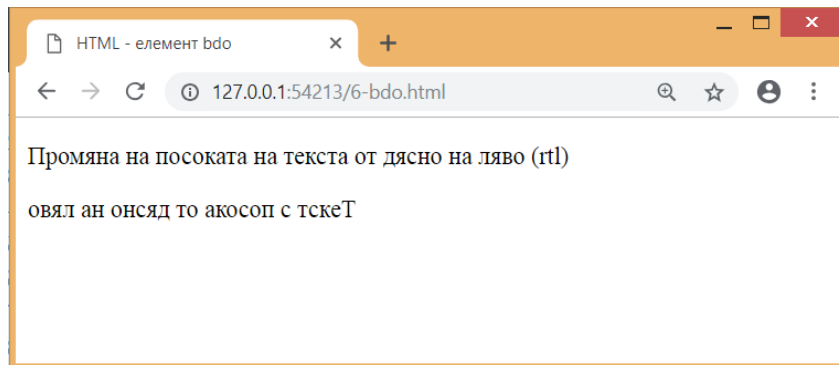 HTML - елемент bdo
127.0.0.1:54213/6-bdo.html
Промяна на посоката на текста от дясно на ляво (rtl)
овял ан онсяд то акосоп с тскеТ